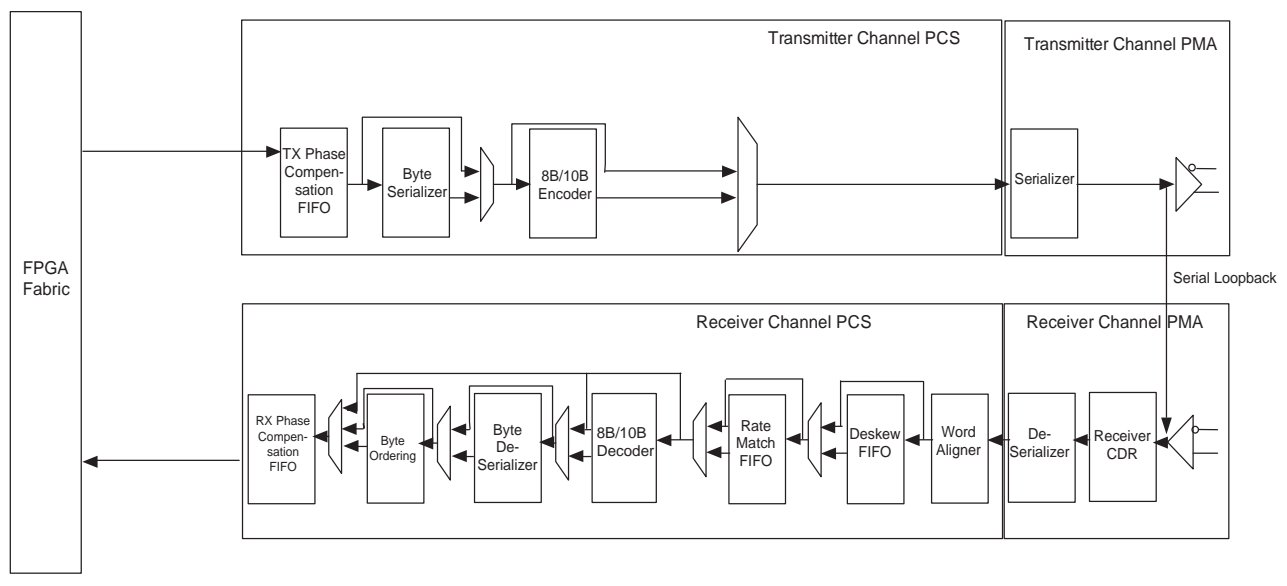 Transmitter Channel PCS
Transmitter Channel PMA
TX Phase
Compen-
sation
FIFO
Byte
Serializer
8B/10B
Encoder
Serializer
FPGA
Fabric
Serial Loopback
Receiver Channel PCS
Receiver Channel PMA
RX Phase
Compen-
sation
FIFO
Byte
Ordering
Byte
De-
Serializer
8B/10B
Decoder
Rate
Match
FIFO
Deskew
FIFO
Word
Aligner
De-
Serializer
Receiver
CDR